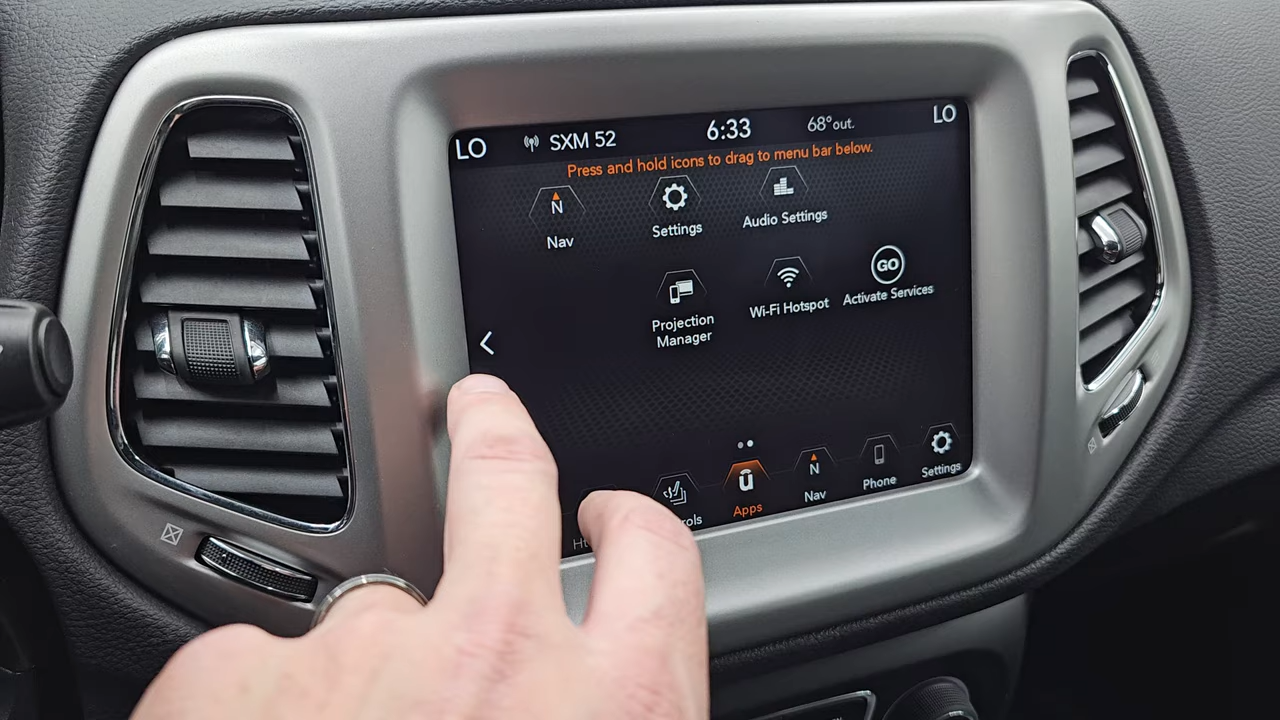 LO SXM 52 6:33 68°out. LO
Press and hold icons to drag to menu bar below.
N
Nav
Settings
Audio Settings
Projection
Manager
Wi-Fi Hotspot
GO
Activate Services
Apps
N
Nav
Phone
Settings